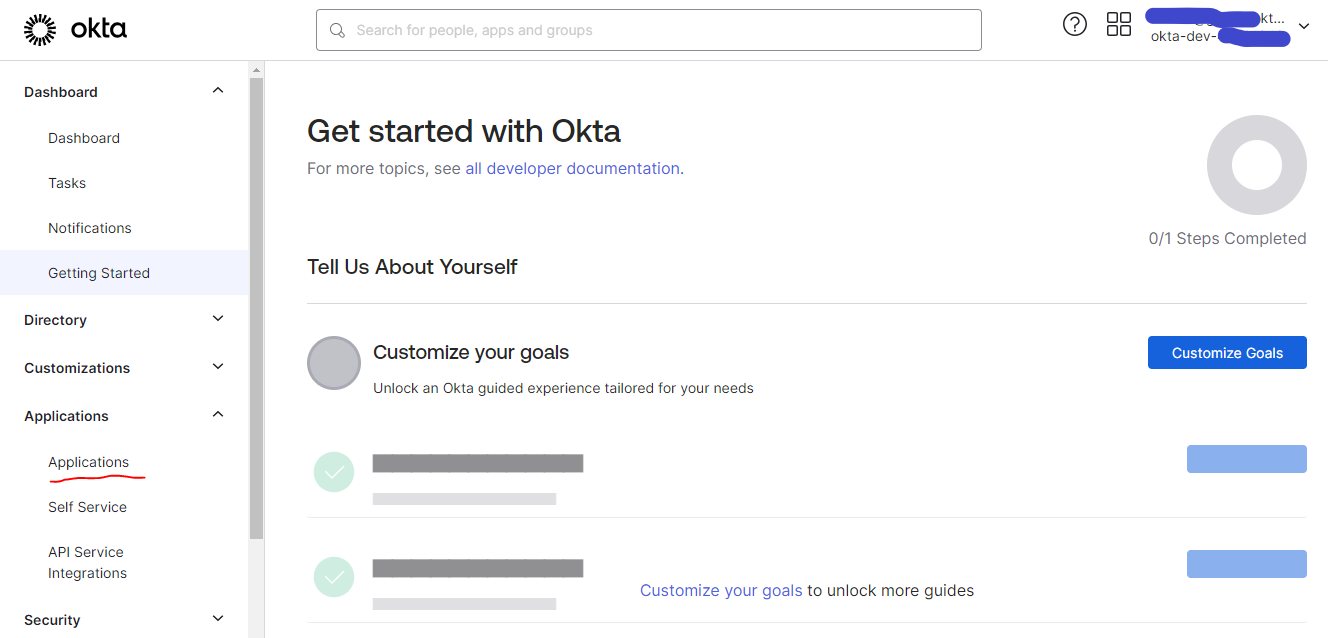 okta
Search for people, apps and groups
okta-dev-
Dashboard
Dashboard
Tasks
Notifications
Getting Started
Directory
Customizations
Applications
Applications
Self Service
API Service
Integrations
Security
Get started with Okta
For more topics, see all developer documentation.
0/1 Steps Completed
Tell Us About Yourself
Customize your goals
Customize Goals
Unlock an Okta guided experience tailored for your needs
Customize your goals to unlock more guides